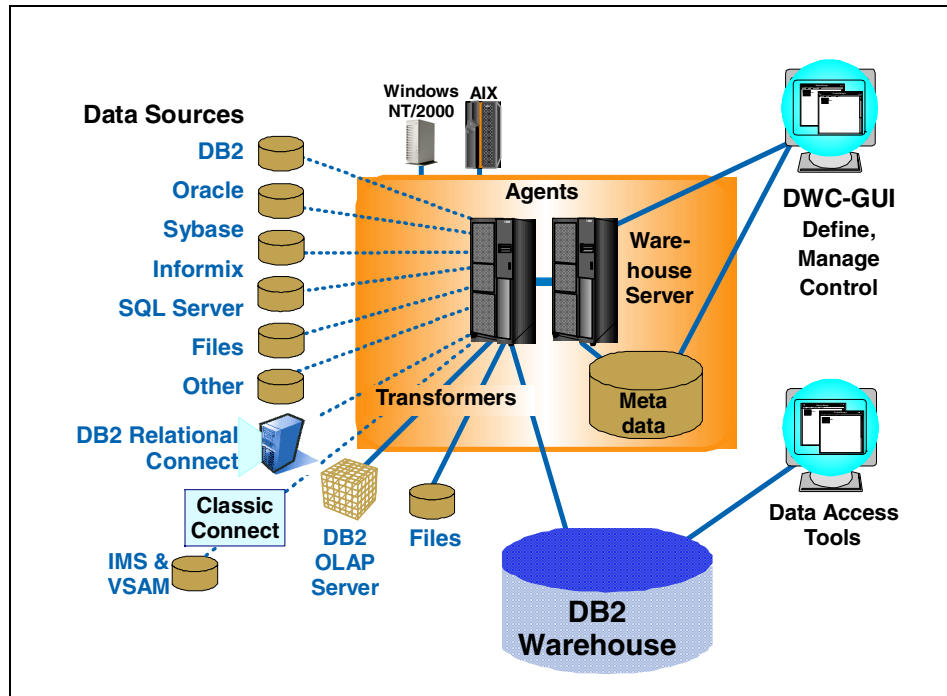 Data Sources
DB2
Oracle
Sybase
Informix
SQL Server
Files
Other
DB2 Relational
Connect
Classic
Connect
IMS &
VSAM
Windows
NT/2000
AIX
Agents
Ware-
house
Server
Transformers
Meta
data
DB2
OLAP
Server
Files
DB2
Warehouse
DWC-GUI
Define,
Manage
Control
Data Access
Tools